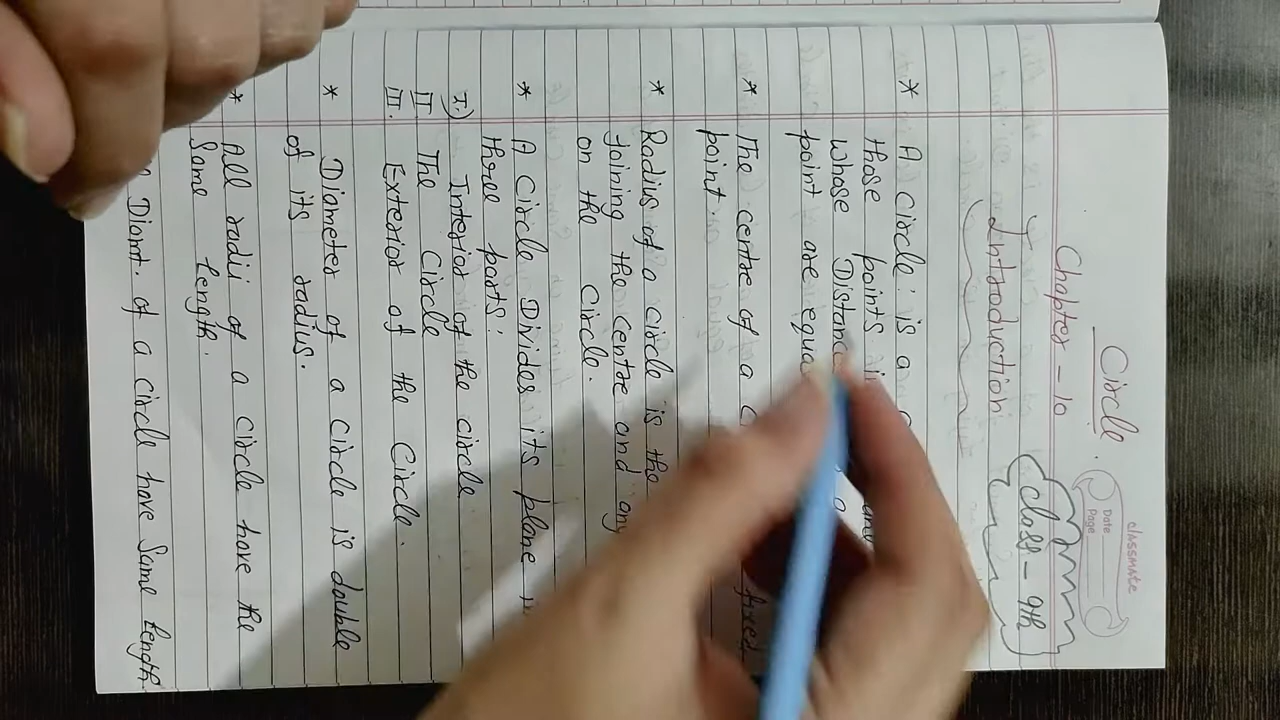 classmate
Date
Page
Circle.
Chapter - 10
Introduction
class - 9th
* A Circle: is a
those points
Whose Distanc
point are equa
* The centre of a fixed
point.
* Radius of a circle is the
Joining the centre and any
on the Circle.
* A Circle Divides its plane
three parts:
I.) Interior of the circle.
II The Circle
III. Exterior of the Circle.
* Diameter of a Circle is double
of its radius.
* All radii of a Circle have the
Same Length.
Diamt. of a circle have Same Length